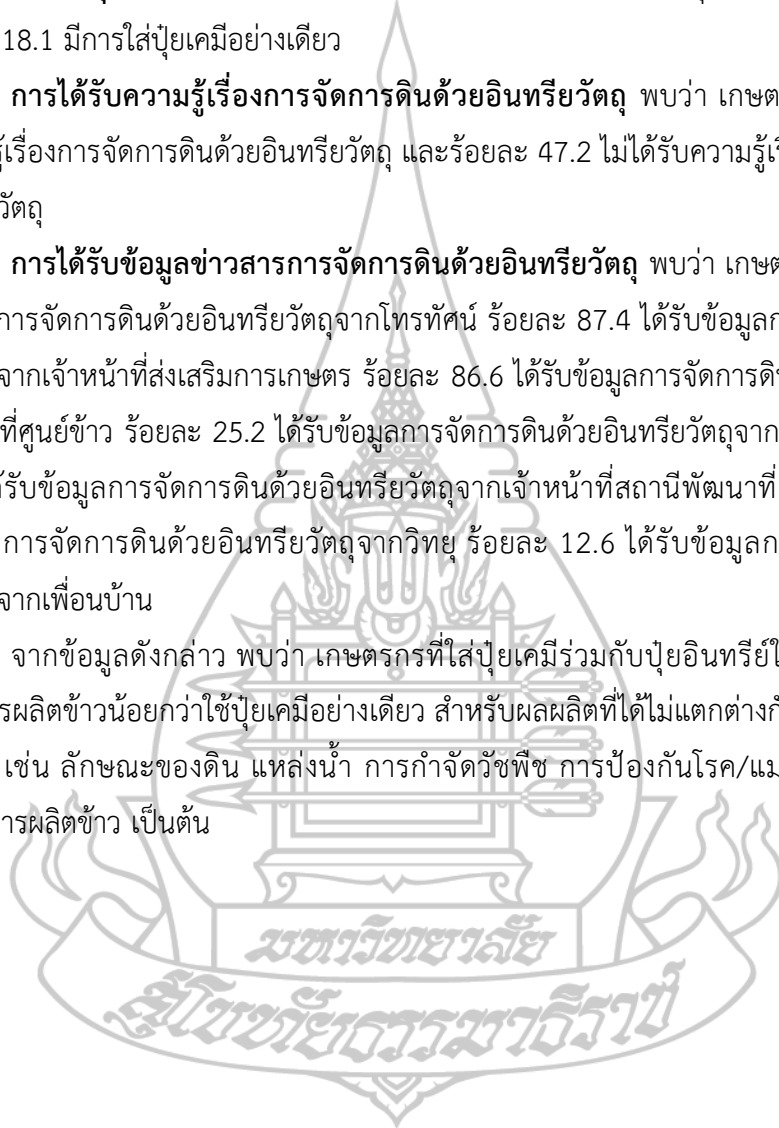 18.1 มีการใส่ปุ๋ยเคมีอย่างเดียว
การได้รับความรู้เรื่องการจัดการดินด้วยอินทรียวัตถุ พบว่า เกษต
รู้เรื่องการจัดการดินด้วยอินทรียวัตถุ และร้อยละ 47.2 ไม่ได้รับความรู้เรื
วัตถุ
การได้รับข้อมูลข่าวสารการจัดการดินด้วยอินทรียวัตถุ พบว่า เกษต
การจัดการดินด้วยอินทรียวัตถุจากโทรทัศน์ ร้อยละ 87.4 ได้รับข้อมูลก
จากเจ้าหน้าที่ส่งเสริมการเกษตร ร้อยละ 86.6 ได้รับข้อมูลการจัดการดิน
ที่ศูนย์ข้าว ร้อยละ 25.2 ได้รับข้อมูลการจัดการดินด้วยอินทรียวัตถุจาก
ด้รับข้อมูลการจัดการดินด้วยอินทรียวัตถุจากเจ้าหน้าที่สถานีพัฒนาที่
การจัดการดินด้วยอินทรียวัตถุจากวิทยุ ร้อยละ 12.6 ได้รับข้อมูลก
จากเพื่อนบ้าน
จากข้อมูลดังกล่าว พบว่า เกษตรกรที่ใส่ปุ๋ยเคมีร่วมกับปุ๋ยอินทรีย์ใ
รผลิตข้าวน้อยกว่าใช้ปุ๋ยเคมีอย่างเดียว สำหรับผลผลิตที่ได้ไม่แตกต่างกั
เช่น ลักษณะของดิน แหล่งน้ำ การกำจัดวัชพืช การป้องกันโรค/แม
ารผลิตข้าว เป็นต้น
มหาวิทยาลัย
สุโขทัยธรรมาธิราช